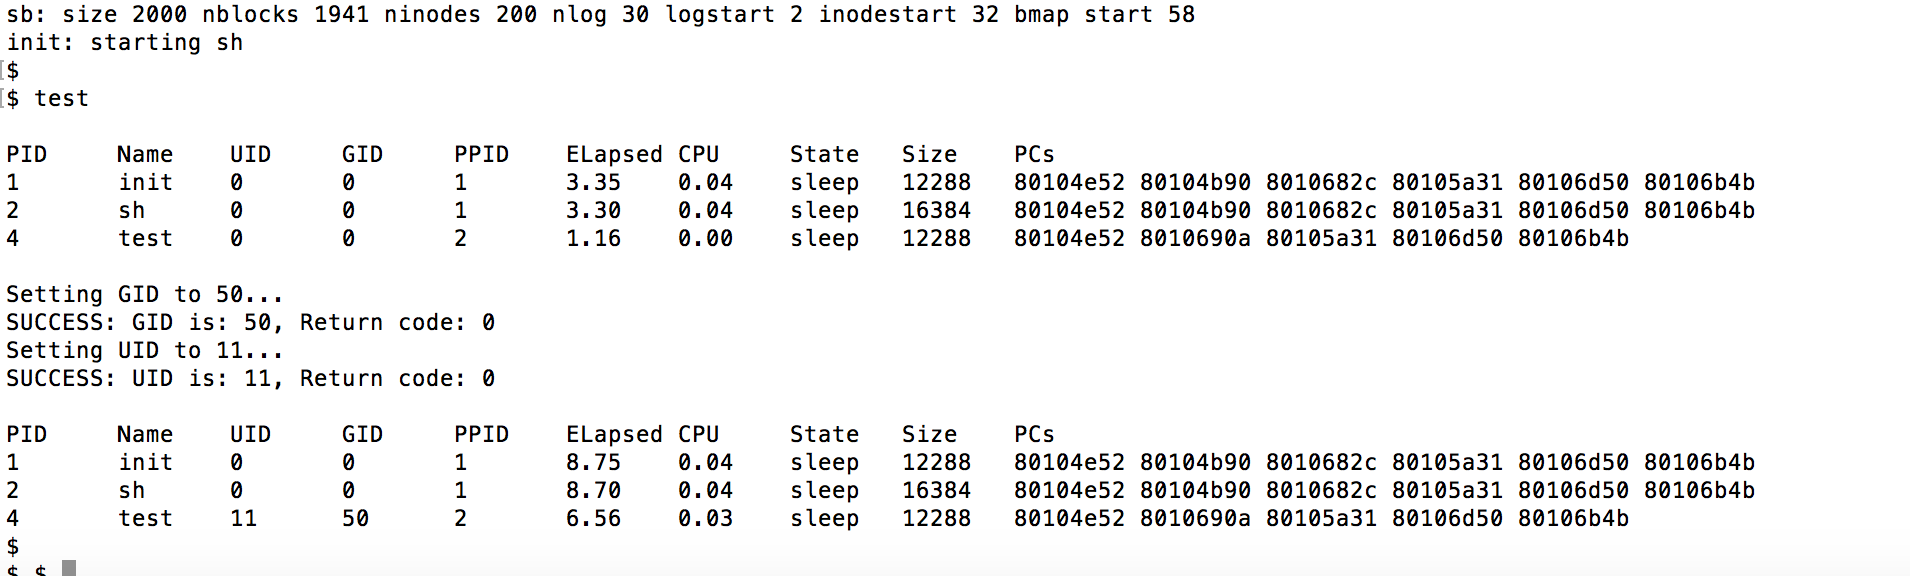 sb: size 2000 nblocks 1941 ninodes 200 nlog 30 logstart 2 inodestart 32 bmap start 58
init: starting sh
[$
[$ test
PID Name UID GID PPID ELapsed CPU State Size PCs
1 init 0 0 1 3.35 0.04 sleep 12288 80104e52 80104b90 8010682c 80105a31 80106d50 80106b4b
2 sh 0 0 1 3.30 0.04 sleep 16384 80104e52 80104b90 8010682c 80105a31 80106d50 80106b4b
4 test 0 0 2 1.16 0.00 sleep 12288 80104e52 8010690a 80105a31 80106d50 80106b4b
Setting GID to 50...
SUCCESS: GID is: 50, Return code: 0
Setting UID to 11...
SUCCESS: UID is: 11, Return code: 0
PID Name UID GID PPID ELapsed CPU State Size PCs
1 init 0 0 1 8.75 0.04 sleep 12288 80104e52 80104b90 8010682c 80105a31 80106d50 80106b4b
2 sh 0 0 1 8.70 0.04 sleep 16384 80104e52 80104b90 8010682c 80105a31 80106d50 80106b4b
4 test 11 50 2 6.56 0.03 sleep 12288 80104e52 8010690a 80105a31 80106d50 80106b4b
$
$ $